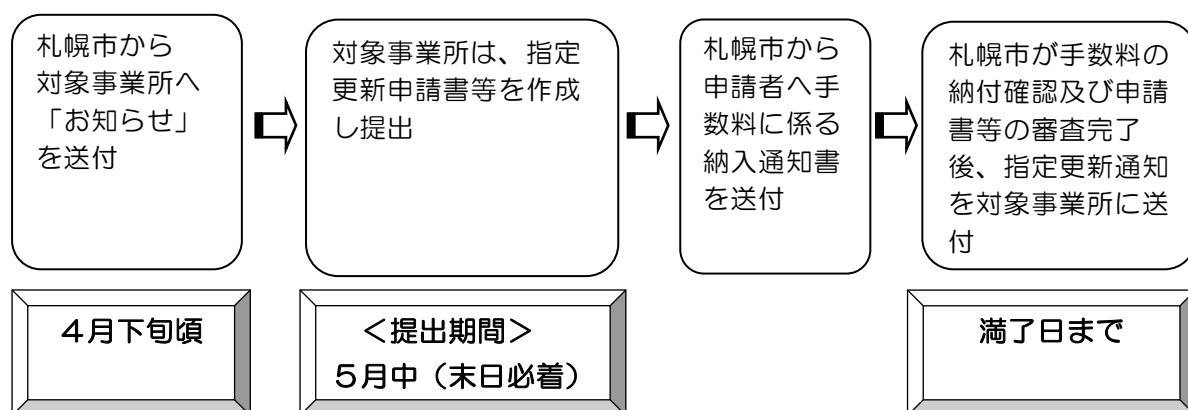 札幌市から
対象事業所へ
「お知らせ」
を送付
対象事業所は、指定
更新申請書等を作成
し提出
札幌市から
申請者へ手
数料に係る
納入通知書
を送付
札幌市が手数料の
納付確認及び申請
書等の審査完了
後、指定更新通知
を対象事業所に送
付
４月下旬頃
＜提出期間＞
５月中（末日必着）
満了日まで